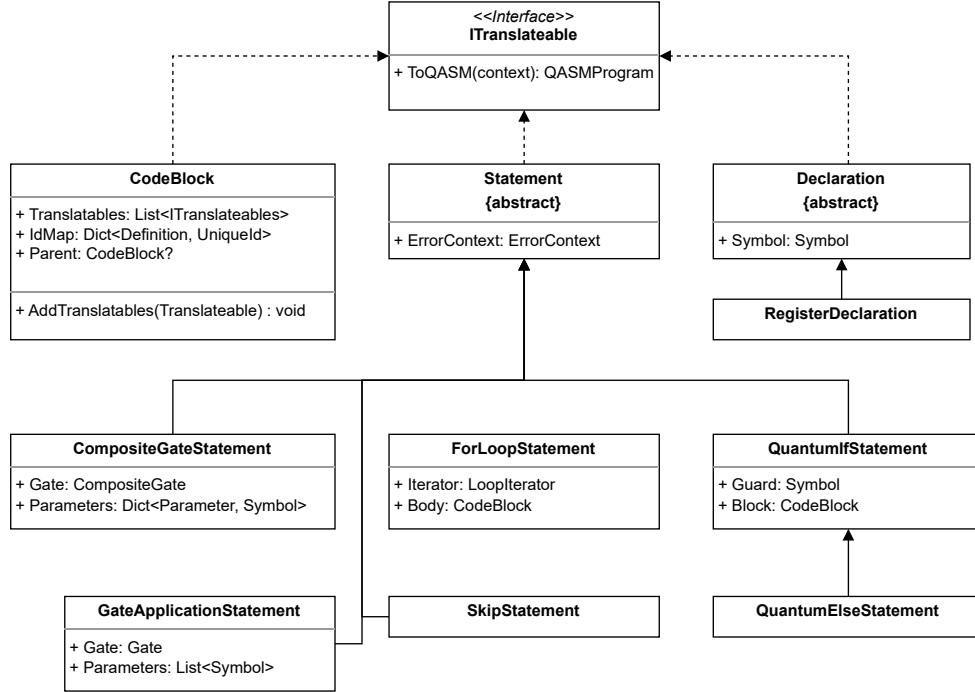 <<Interface>>
ITranslateable
+ ToQASM(context): QASMProgram
CodeBlock
+ Translatables: List<ITranslateables>
+ IdMap: Dict<Definition, UniqueId>
+ Parent: CodeBlock?
+ AddTranslatables(Translateable) : void
Statement
{abstract}
+ ErrorContext: ErrorContext
Declaration
{abstract}
+ Symbol: Symbol
RegisterDeclaration
CompositeGateStatement
+ Gate: CompositeGate
+ Parameters: Dict<Parameter, Symbol>
ForLoopStatement
+ Iterator: LoopIterator
+ Body: CodeBlock
QuantumIfStatement
+ Guard: Symbol
+ Block: CodeBlock
GateApplicationStatement
+ Gate: Gate
+ Parameters: List<Symbol>
SkipStatement
QuantumElseStatement